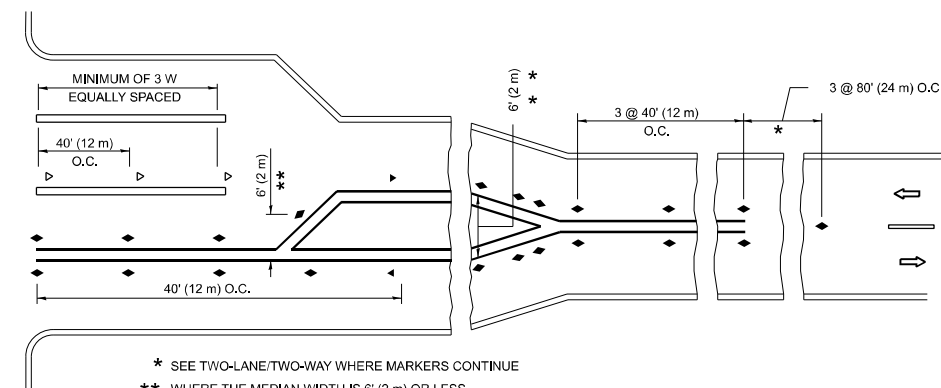 MINIMUM OF 3 W
EQUALLY SPACED
40' (12 m)
O.C.
6' (2 m)
**
6' (2 m)
* *
3 @ 40' (12 m)
O.C.
*
3 @ 80' (24 m) O.C
40' (12 m) O.C.
* SEE TWO-LANE/TWO-WAY WHERE MARKERS CONTINUE
** WHERE THE MEDIAN WIDTH IS 6' (2 m) OR LESS